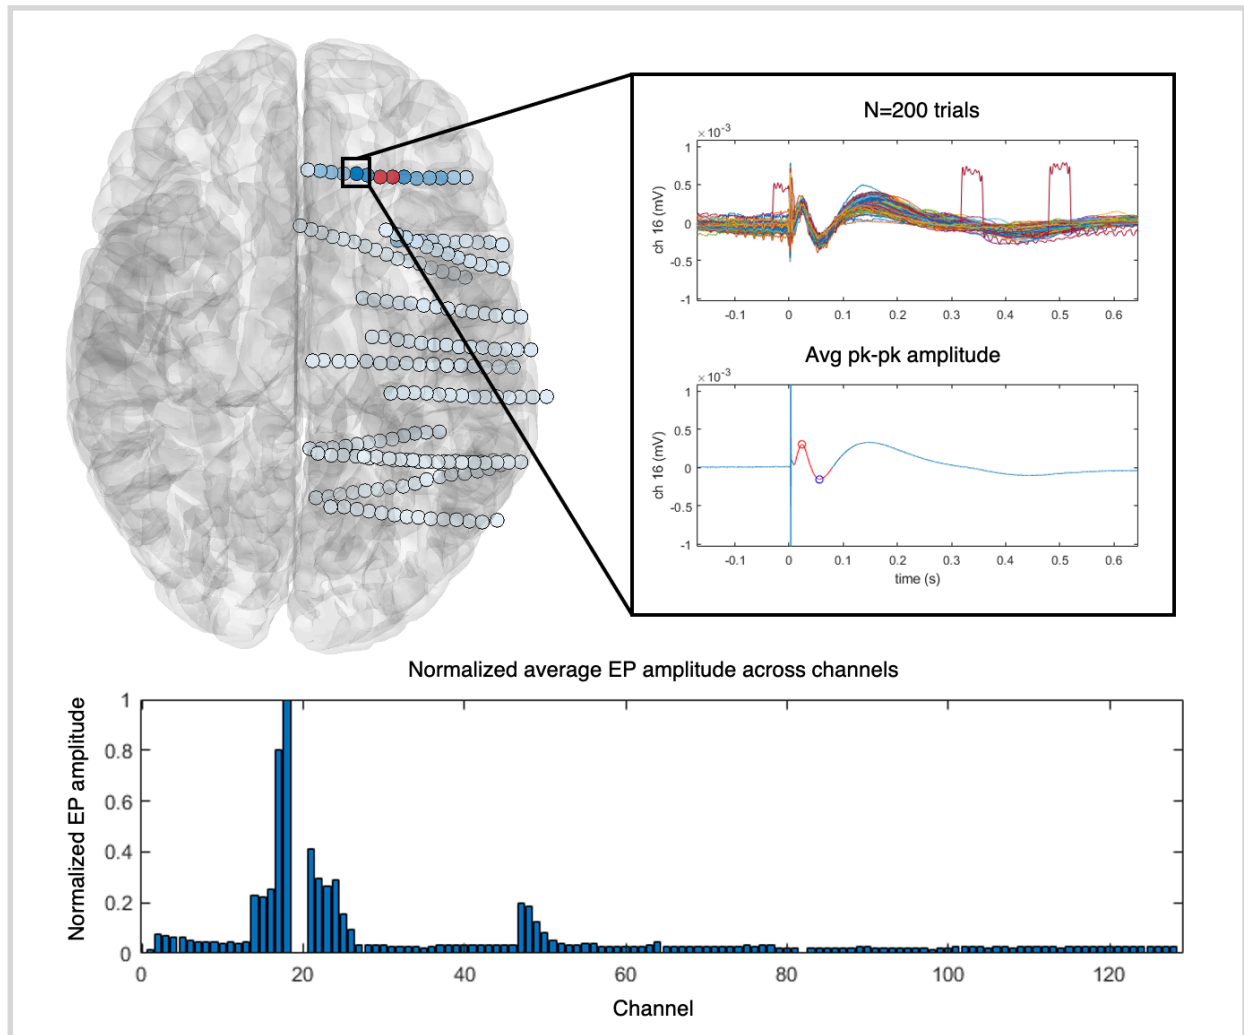 N=200 trials
×10⁻³
1
0.5
0
-0.5
-1
ch 16 (mV)
-0.1 0 0.1 0.2 0.3 0.4 0.5 0.6
Avg pk-pk amplitude
×10⁻³
1
0.5
0
-0.5
-1
ch 16 (mV)
-0.1 0 0.1 0.2 0.3 0.4 0.5 0.6
time (s)
Normalized average EP amplitude across channels
Normalized EP amplitude
1
0.8
0.6
0.4
0.2
0
0 20 40 60 80 100 120
Channel